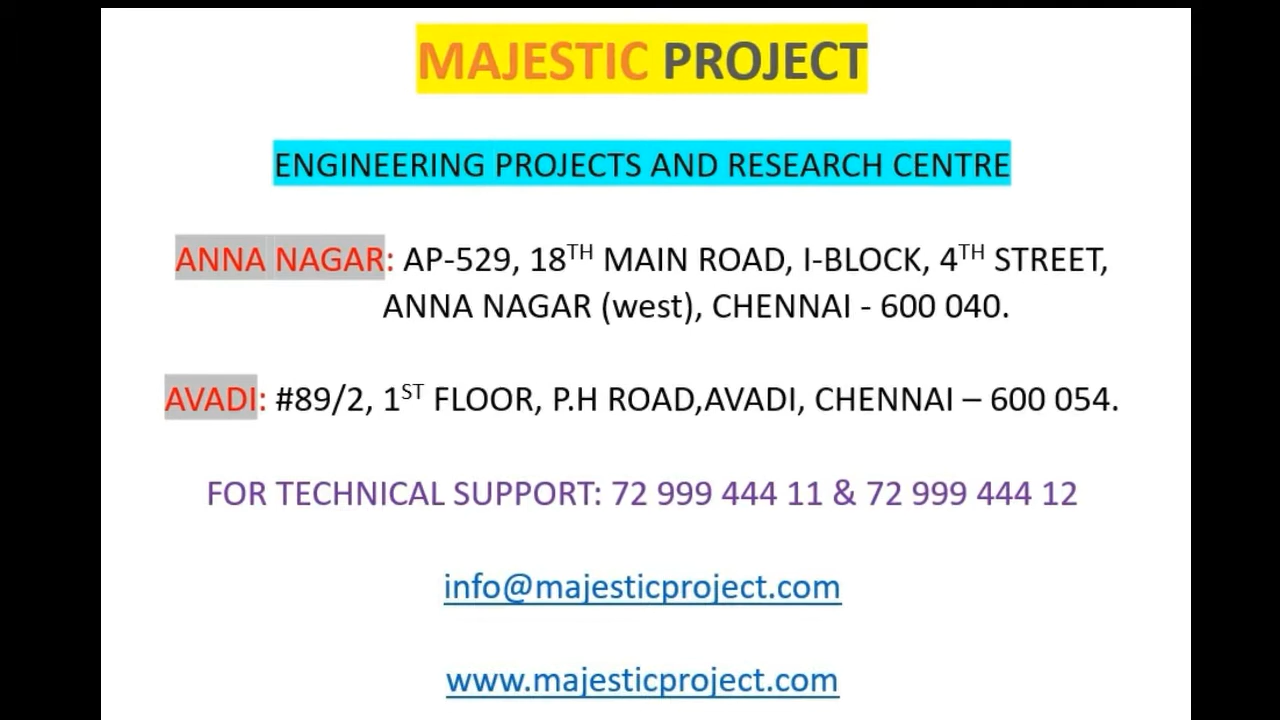 MAJESTIC PROJECT
ENGINEERING PROJECTS AND RESEARCH CENTRE
ANNA NAGAR: AP-529, 18TH MAIN ROAD, I-BLOCK, 4TH STREET,
ANNA NAGAR (west), CHENNAI - 600 040.
AVADI: #89/2, 1ST FLOOR, P.H ROAD,AVADI, CHENNAI – 600 054.
FOR TECHNICAL SUPPORT: 72 999 444 11 & 72 999 444 12
info@majesticproject.com
www.majesticproject.com